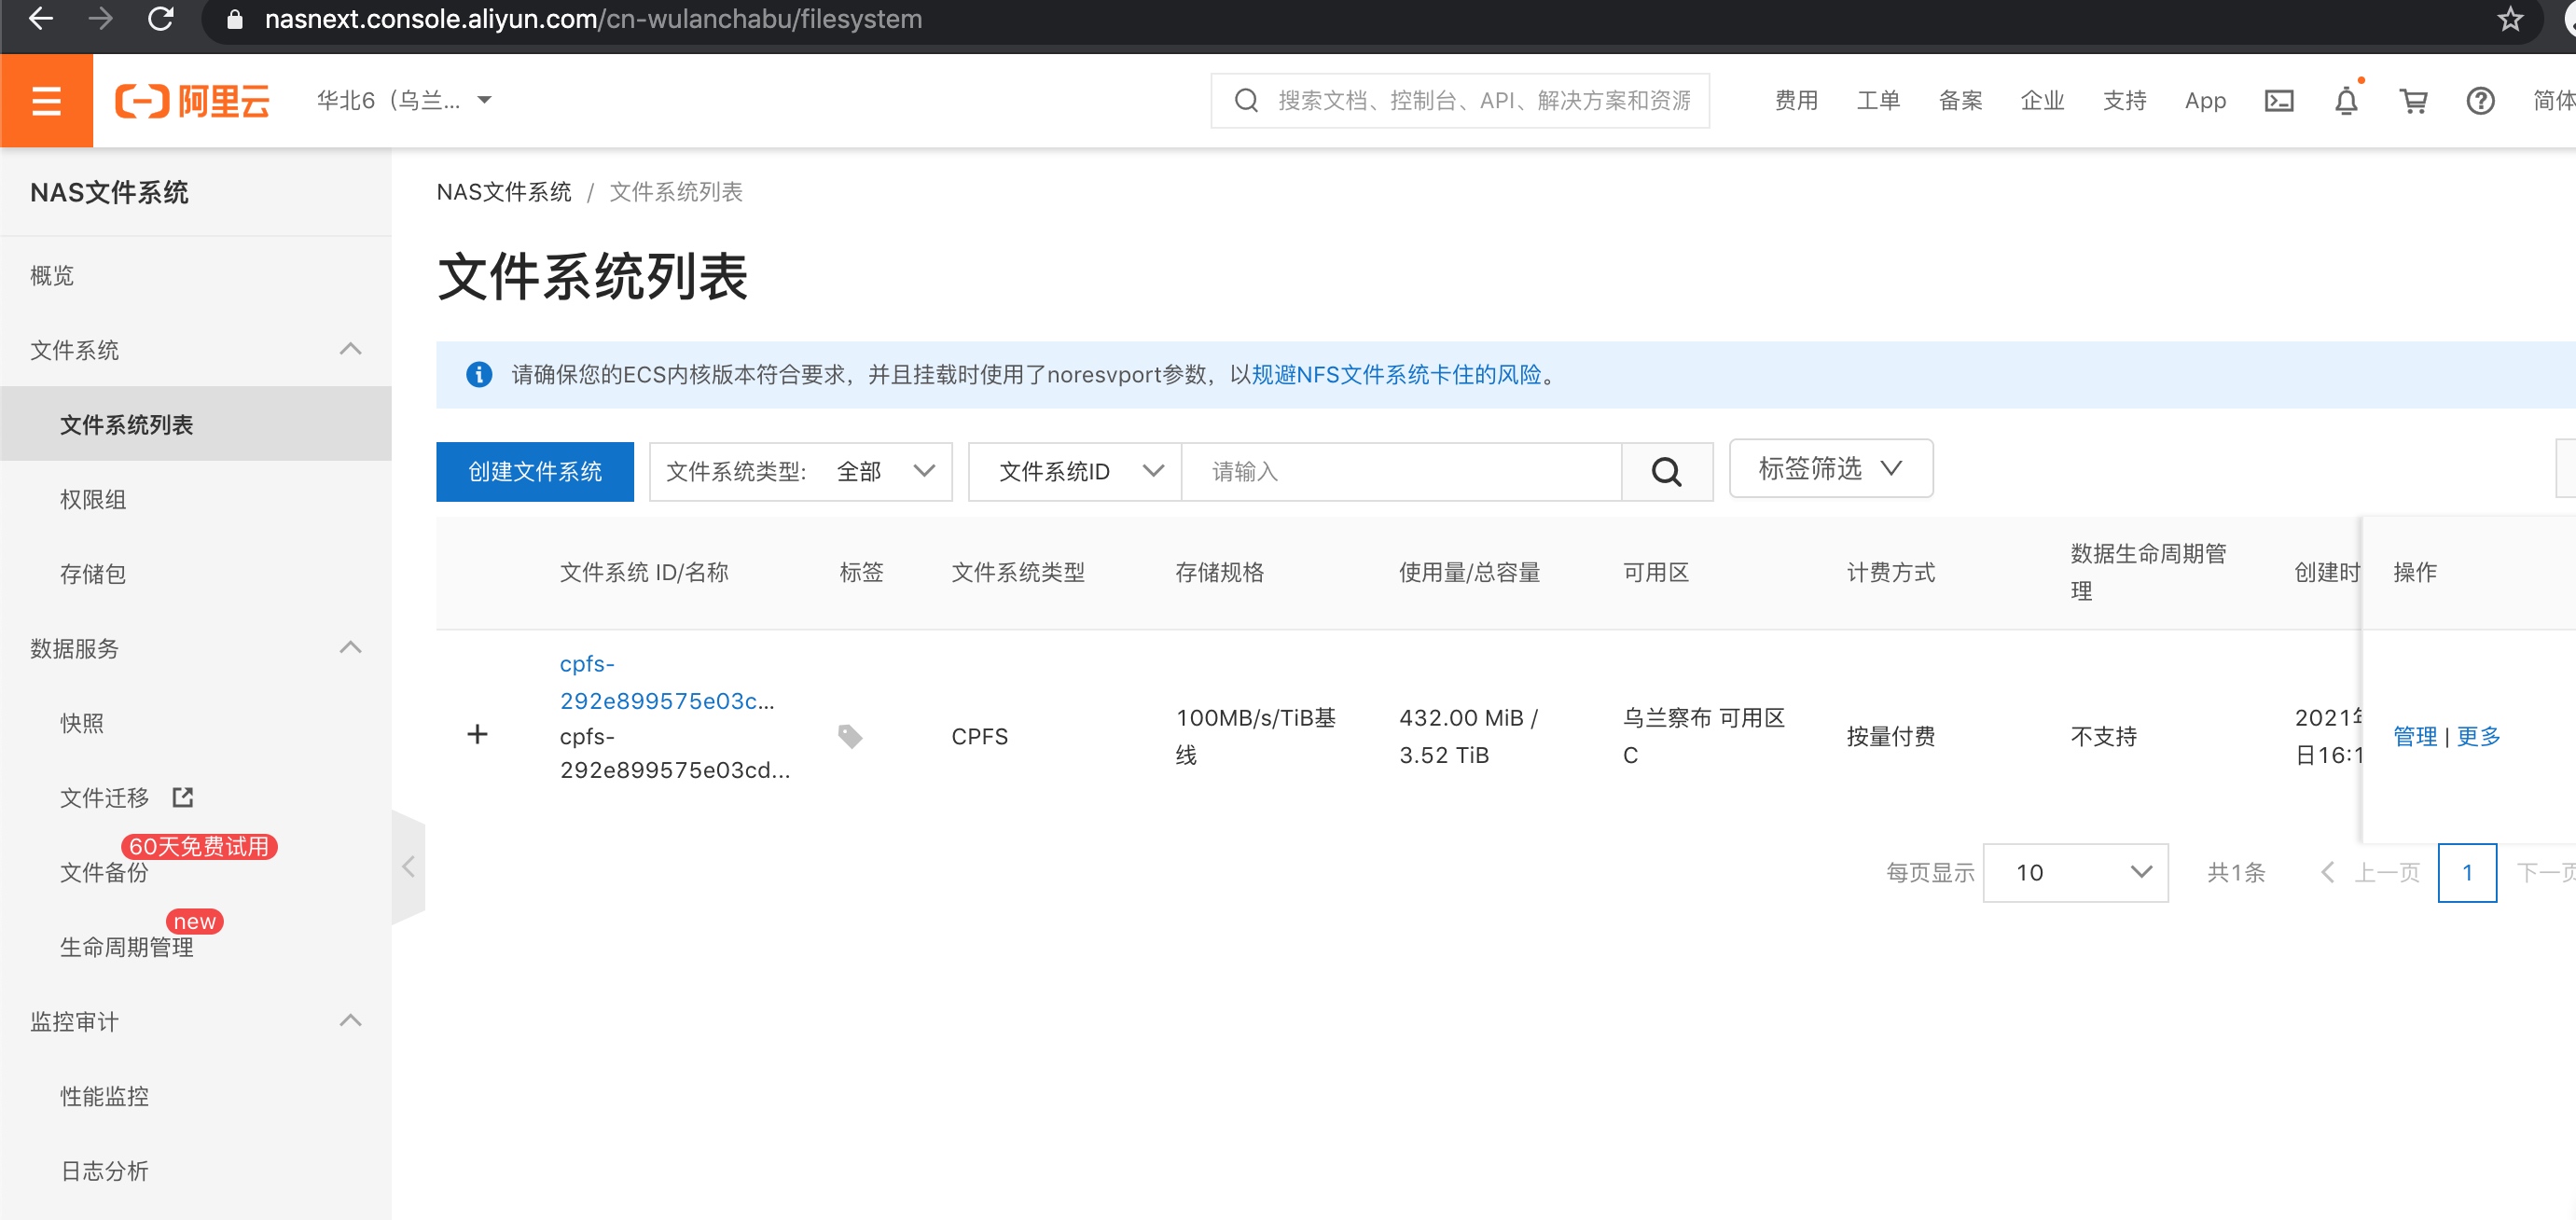 nasnext.console.aliyun.com/cn-wulanchabu/filesystem
阿里云
华北6（乌兰...
搜索文档、控制台、API、解决方案和资源
费用
工单
备案
企业
支持
App
简体
NAS文件系统
概览
文件系统
文件系统列表
权限组
存储包
数据服务
快照
文件迁移
60天免费试用
文件备份
new
生命周期管理
监控审计
性能监控
日志分析
NAS文件系统 / 文件系统列表
文件系统列表
请确保您的ECS内核版本符合要求，并且挂载时使用了noresvport参数，以规避NFS文件系统卡住的风险。
创建文件系统
文件系统类型: 全部
文件系统ID
请输入
标签筛选
文件系统 ID/名称
标签
文件系统类型
存储规格
使用量/总容量
可用区
计费方式
数据生命周期管
理
创建时
操作
cpfs-
292e899575e03c...
cpfs-
292e899575e03cd...
CPFS
100MB/s/TiB基
线
432.00 MiB /
3.52 TiB
乌兰察布 可用区
C
按量付费
不支持
2021年
日16:1
管理 | 更多
每页显示
10
共1条
上一页
1
下一页